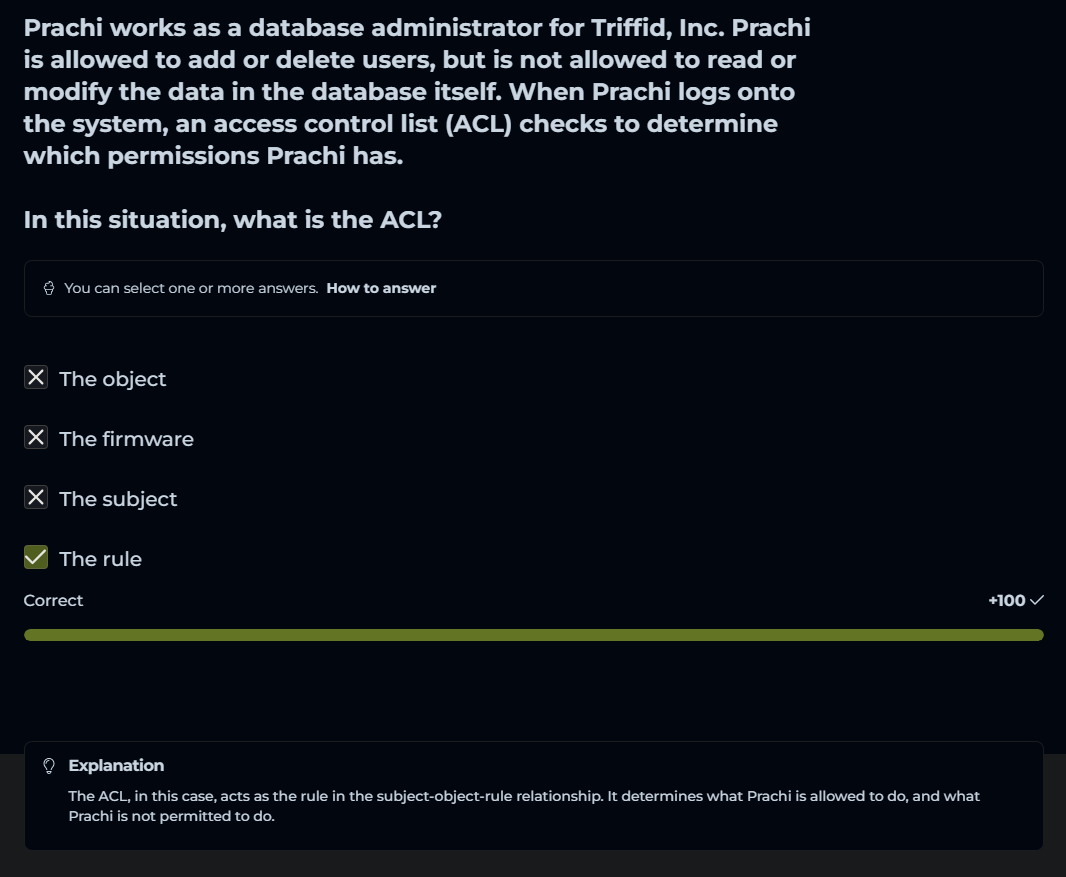 Prachi works as a database administrator for Triffid, Inc. Prachi
is allowed to add or delete users, but is not allowed to read or
modify the data in the database itself. When Prachi logs onto
the system, an access control list (ACL) checks to determine
which permissions Prachi has.
In this situation, what is the ACL?
You can select one or more answers. How to answer
The object
The firmware
The subject
The rule
Correct +100
Explanation
The ACL, in this case, acts as the rule in the subject-object-rule relationship. It determines what Prachi is allowed to do, and what
Prachi is not permitted to do.